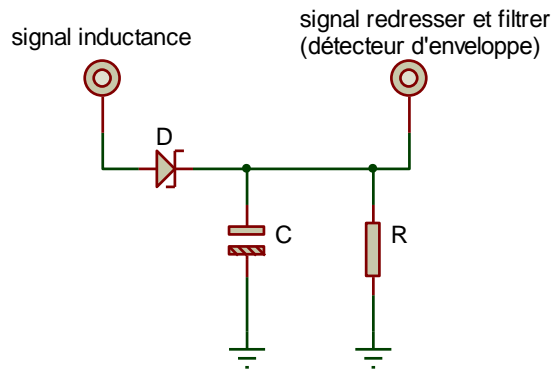 signal inductance
signal redresser et filtrer
(détecteur d'enveloppe)
D
C
R